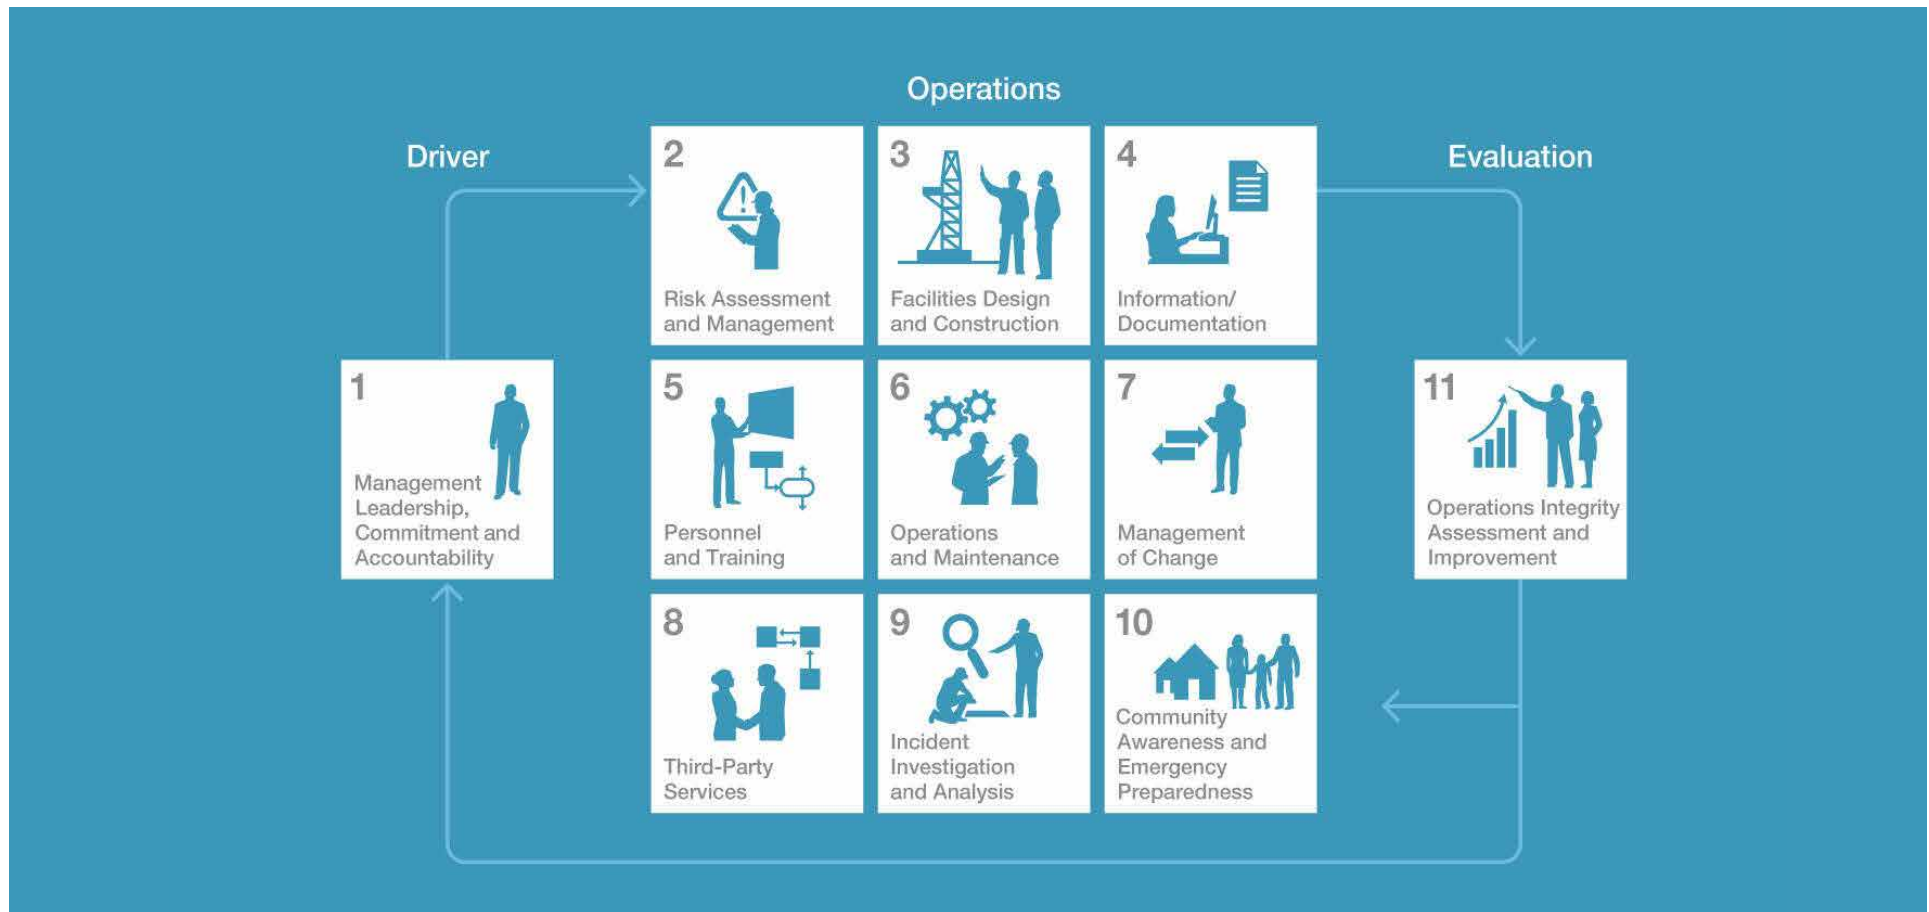 Operations
Driver
Evaluation
1
Management
Leadership,
Commitment and
Accountability
2
Risk Assessment
and Management
3
Facilities Design
and Construction
4
Information/
Documentation
5
Personnel
and Training
6
Operations
and Maintenance
7
Management
of Change
8
Third-Party
Services
9
Incident
Investigation
and Analysis
10
Community
Awareness and
Emergency
Preparedness
11
Operations Integrity
Assessment and
Improvement